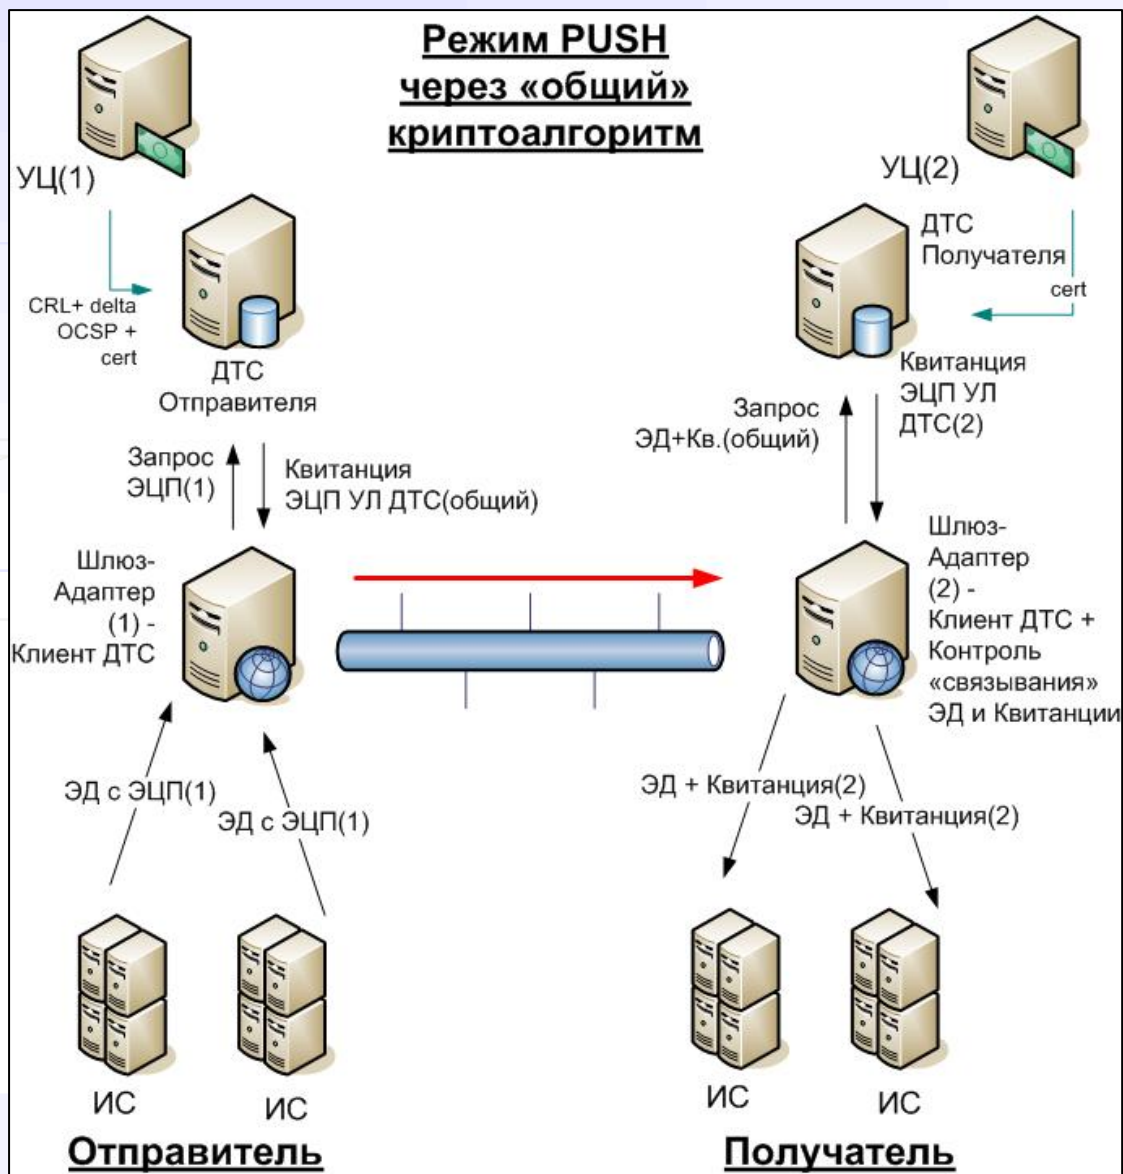 Режим PUSH
через «общий»
криптоалгоритм
УЦ(1)
УЦ(2)
CRL+ delta
OCSP +
cert
ДТС
Отправителя
ДТС
Получателя
cert
Запрос
ЭЦП(1)
Квитанция
ЭЦП УЛ ДТС(общий)
Запрос
ЭД+Кв.(общий)
Квитанция
ЭЦП УЛ
ДТС(2)
Шлюз-
Адаптер
(1) -
Клиент ДТС
Шлюз-
Адаптер
(2) -
Клиент ДТС +
Контроль
«связывания»
ЭД и Квитанции
ЭД с ЭЦП(1)
ЭД с ЭЦП(1)
ЭД + Квитанция(2)
ЭД + Квитанция(2)
ИС
ИС
ИС
ИС
Отправитель
Получатель